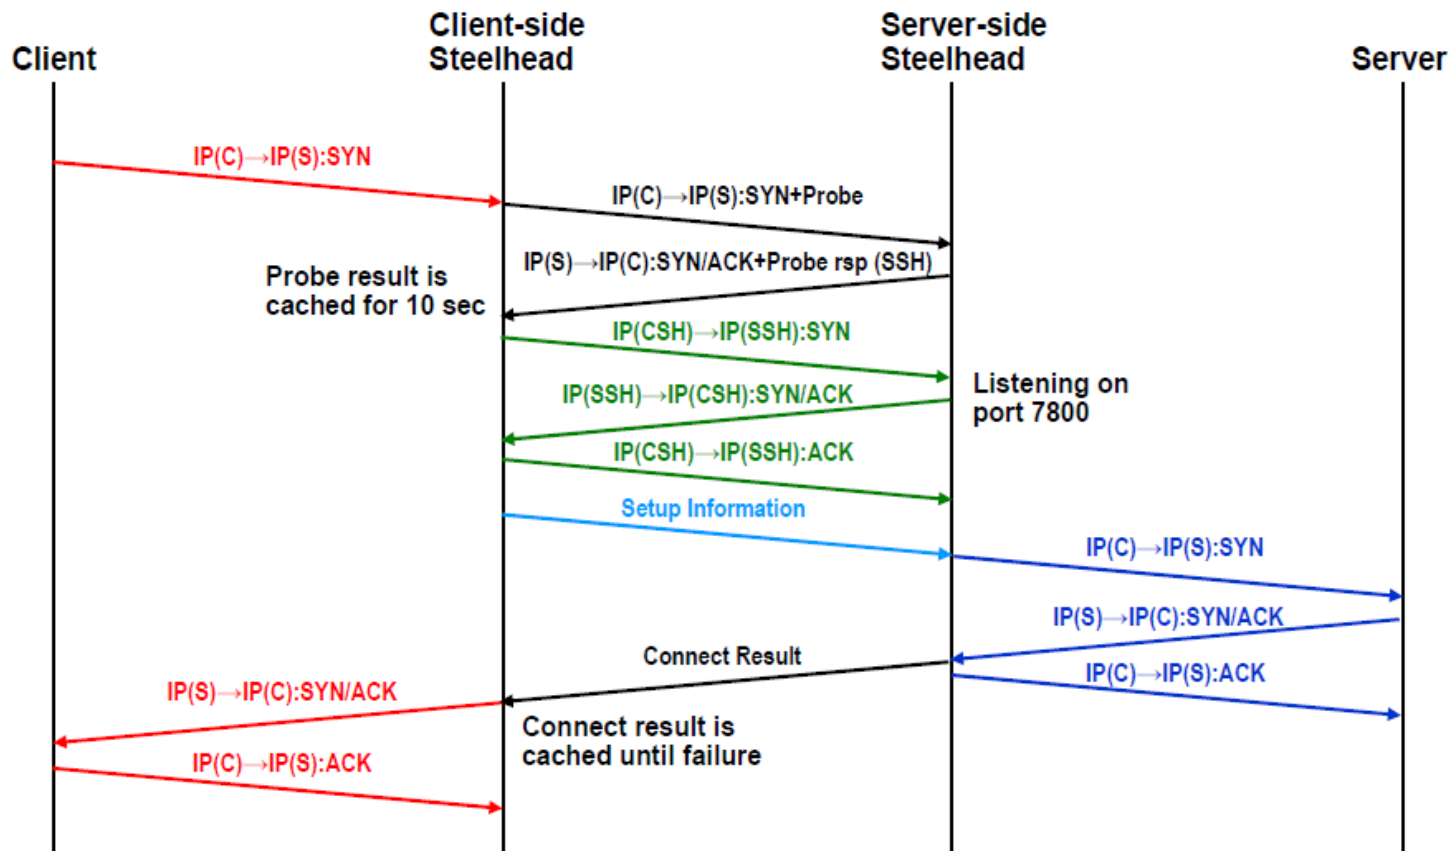 Client
Client-side
Steelhead
Server-side
Steelhead
Server
IP(C)→IP(S):SYN
IP(C)→IP(S):SYN+Probe
IP(S)→IP(C):SYN/ACK+Probe rsp (SSH)
Probe result is
cached for 10 sec
IP(CSH)→IP(SSH):SYN
Listening on
port 7800
IP(SSH)→IP(CSH):SYN/ACK
IP(CSH)→IP(SSH):ACK
Setup Information
IP(C)→IP(S):SYN
IP(S)→IP(C):SYN/ACK
Connect Result
IP(C)→IP(S):ACK
IP(S)→IP(C):SYN/ACK
Connect result is
cached until failure
IP(C)→IP(S):ACK